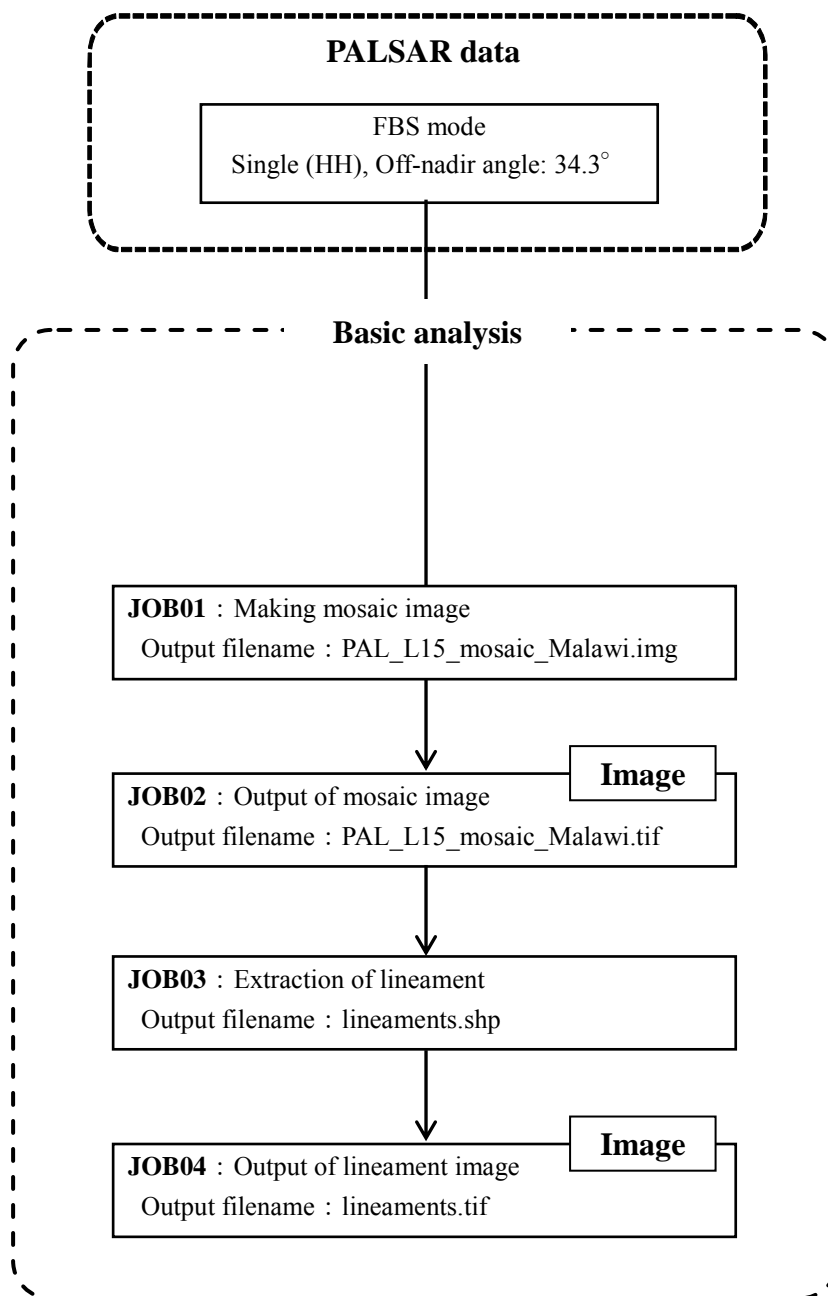 PALSAR data
FBS mode
Single (HH), Off-nadir angle: 34.3°
Basic analysis
JOB01：Making mosaic image
Output filename：PAL_L15_mosaic_Malawi.img
Image
JOB02：Output of mosaic image
Output filename：PAL_L15_mosaic_Malawi.tif
JOB03：Extraction of lineament
Output filename：lineaments.shp
Image
JOB04：Output of lineament image
Output filename：lineaments.tif